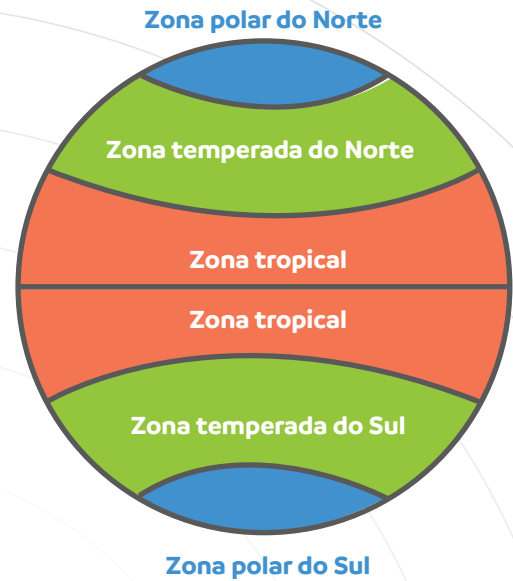 Zona polar do Norte
Zona temperada do Norte
Zona tropical
Zona tropical
Zona temperada do Sul
Zona polar do Sul